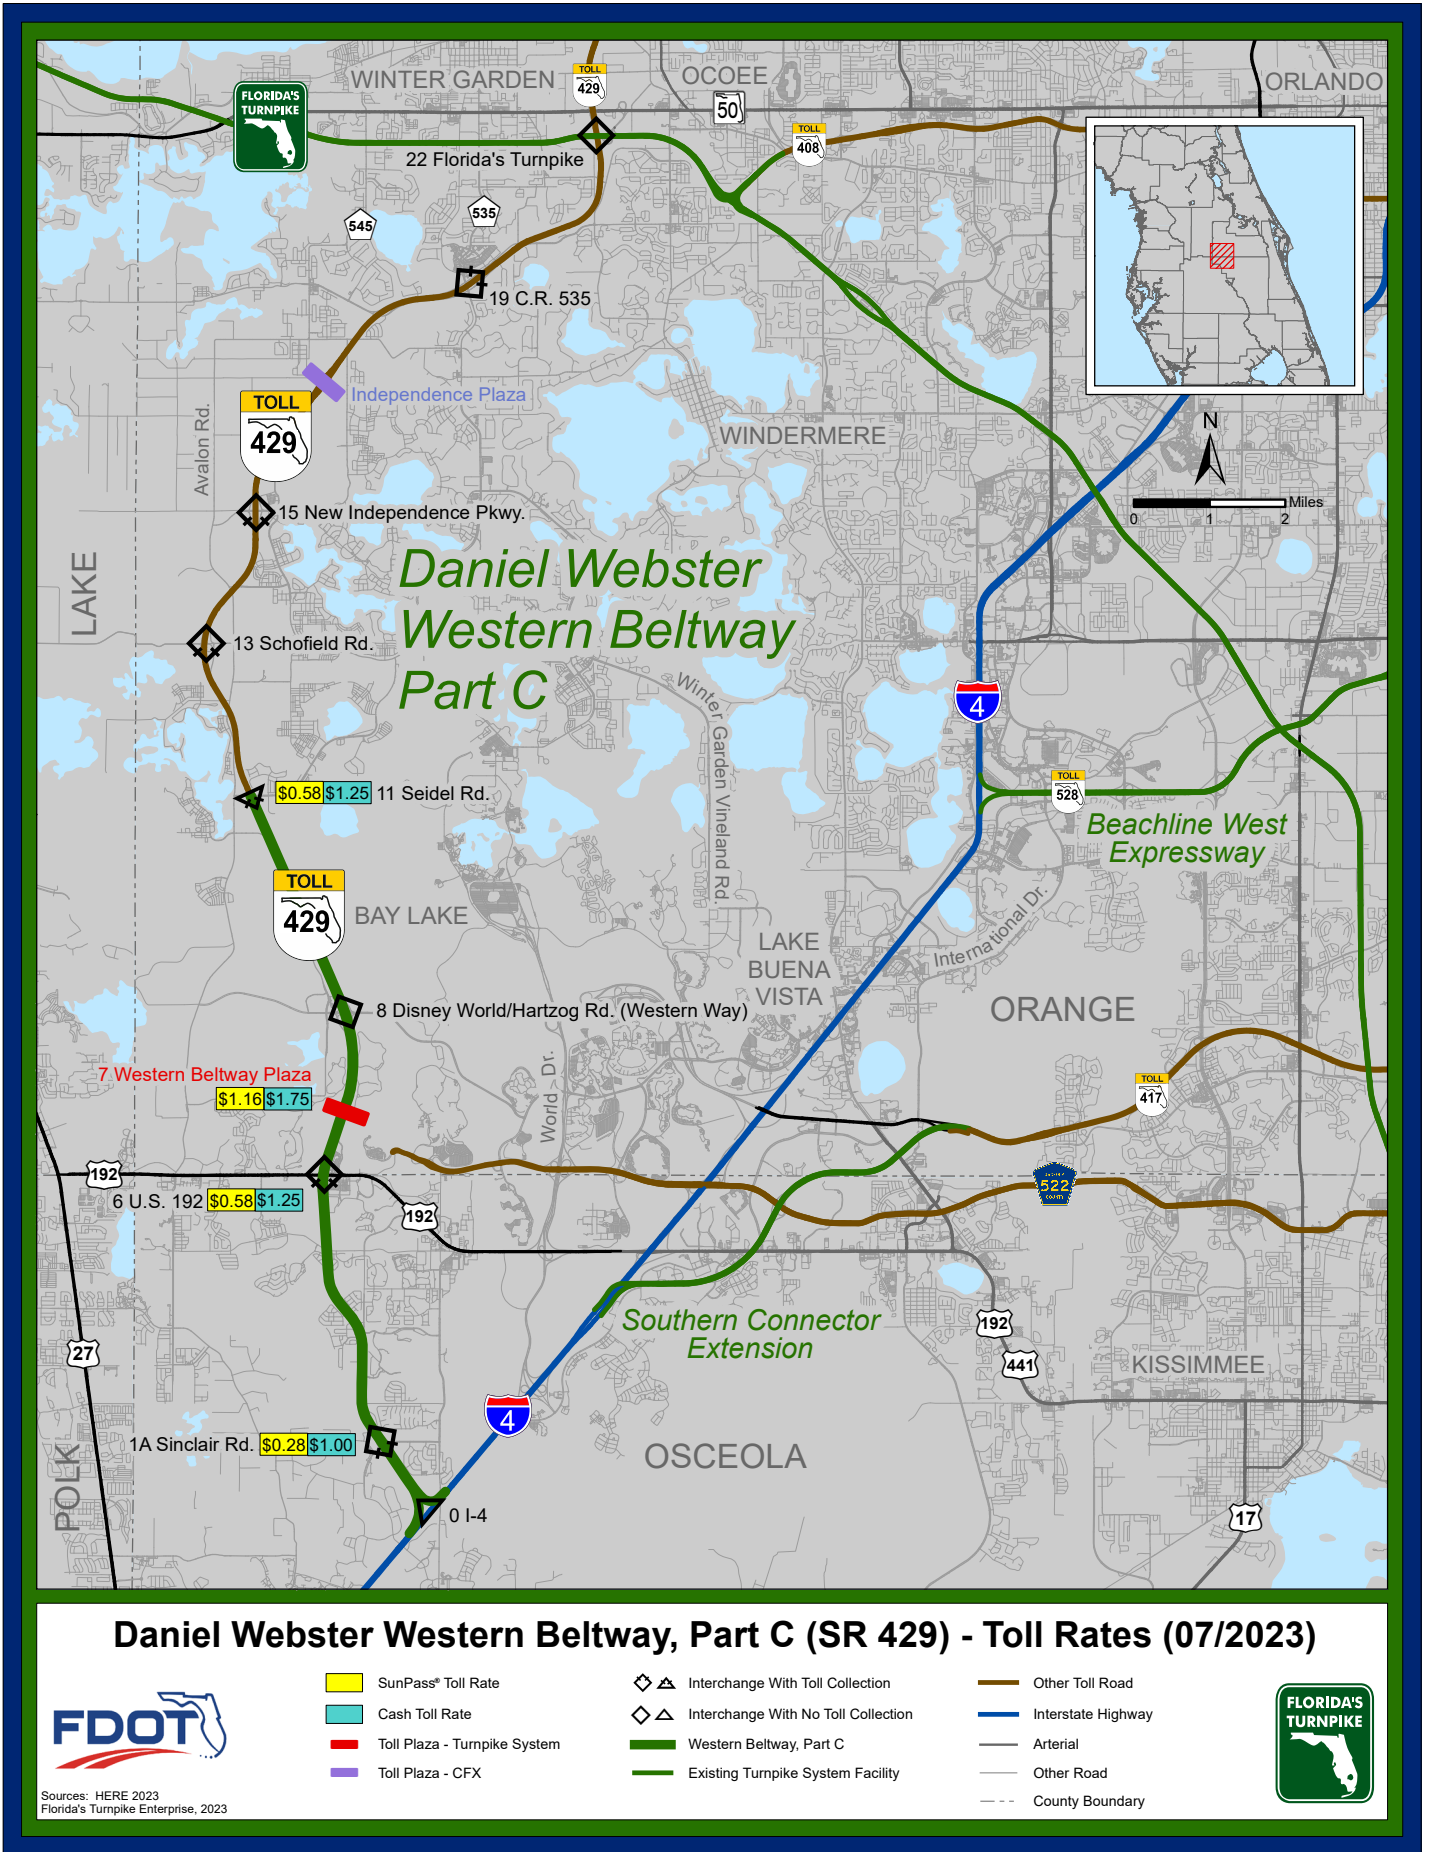 WINTER GARDEN
TOLL
429
OCOEE
50
ORLANDO
FLORIDA'S
TURNPIKE
TOLL
408
22 Florida's Turnpike
545
535
19 C.R. 535
Independence Plaza
TOLL
429
Avalon Rd.
WINDERMERE
N
Miles
0 1 2
15 New Independence Pkwy.
LAKE
Daniel Webster
Western Beltway
Part C
13 Schofield Rd.
Winter Garden Vineland Rd.
4
$0.58 $1.25 11 Seidel Rd.
TOLL
528
Beachline West
Expressway
TOLL
429
BAY LAKE
International Dr.
LAKE
BUENA
VISTA
8 Disney World/Hartzog Rd. (Western Way)
ORANGE
World Dr.
7 Western Beltway Plaza
$1.16 $1.75
TOLL
417
192
522
6 U.S. 192 $0.58 $1.25
192
Southern Connector
Extension
192
27
441
KISSIMMEE
4
1A Sinclair Rd. $0.28 $1.00
OSCEOLA
POLK
0 I-4
17
Daniel Webster Western Beltway, Part C (SR 429) - Toll Rates (07/2023)
FDOT
SunPass® Toll Rate
Cash Toll Rate
Toll Plaza - Turnpike System
Toll Plaza - CFX
Interchange With Toll Collection
Interchange With No Toll Collection
Western Beltway, Part C
Existing Turnpike System Facility
Other Toll Road
Interstate Highway
Arterial
Other Road
County Boundary
FLORIDA'S
TURNPIKE
Sources: HERE 2023
Florida's Turnpike Enterprise, 2023